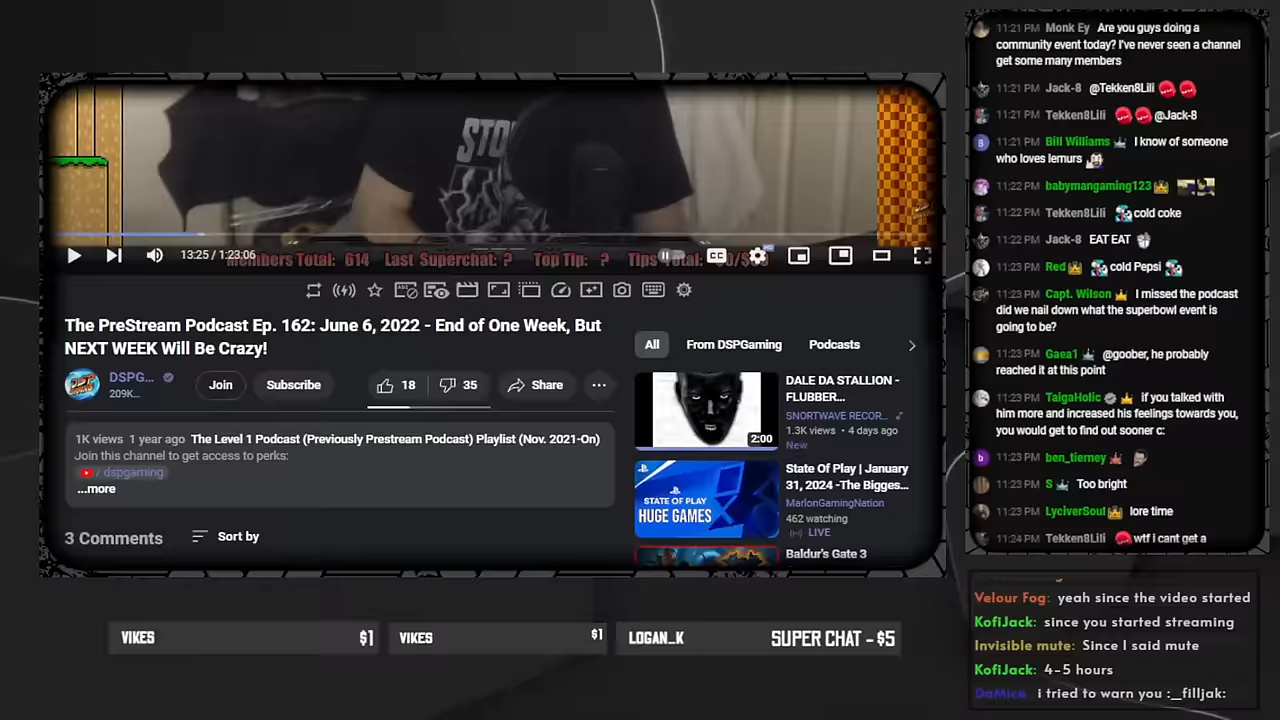 STO
13:25 / 1:23:06
CC
HD
Members Total: 614 Last Superchat: ? Top Tip: ? Tips Total:
The PreStream Podcast Ep. 162: June 6, 2022 - End of One Week, But
NEXT WEEK Will Be Crazy!
DSPG...
209K...
Join
Subscribe
18
35
Share
1K views 1 year ago The Level 1 Podcast (Previously Prestream Podcast) Playlist (Nov. 2021-On)
Join this channel to get access to perks:
/ dspgaming
...more
3 Comments
Sort by
All
From DSPGaming
Podcasts
2:00
DALE DA STALLION -
FLUBBER...
SNORTWAVE RECOR...
1.3K views • 4 days ago
New
STATE OF PLAY
HUGE GAMES
State Of Play | January
31, 2024 -The Bigges...
MarlonGamingNation
462 watching
LIVE
Baldur's Gate 3
VIKES $1
VIKES $1
LOGAN_K SUPER CHAT - $5
11:21 PM Monk Ey Are you guys doing a
community event today? I've never seen a channel
get some many members
11:21 PM Jack-8 @Tekken8Lili
11:21 PM Tekken8Lili @Jack-8
11:21 PM Bill Williams I know of someone
who loves lemurs
11:22 PM babymangaming123
11:22 PM Tekken8Lili cold coke
11:22 PM Jack-8 EAT EAT
11:23 PM Red cold Pepsi
11:23 PM Capt. Wilson I missed the podcast
did we nail down what the superbowl event is
going to be?
11:23 PM Gaea1 @goober, he probably
reached it at this point
11:23 PM TaigaHolic if you talked with
him more and increased his feelings towards you,
you would get to find out sooner c:
11:23 PM ben_tierney
11:23 PM S Too bright
11:23 PM LyciverSoul lore time
11:24 PM Tekken8Lili wtf i cant get a
Velour Fog: yeah since the video started
KofiJack: since you started streaming
Invisible mute: Since I said mute
KofiJack: 4-5 hours
DaMico i tried to warn you :_filljak: